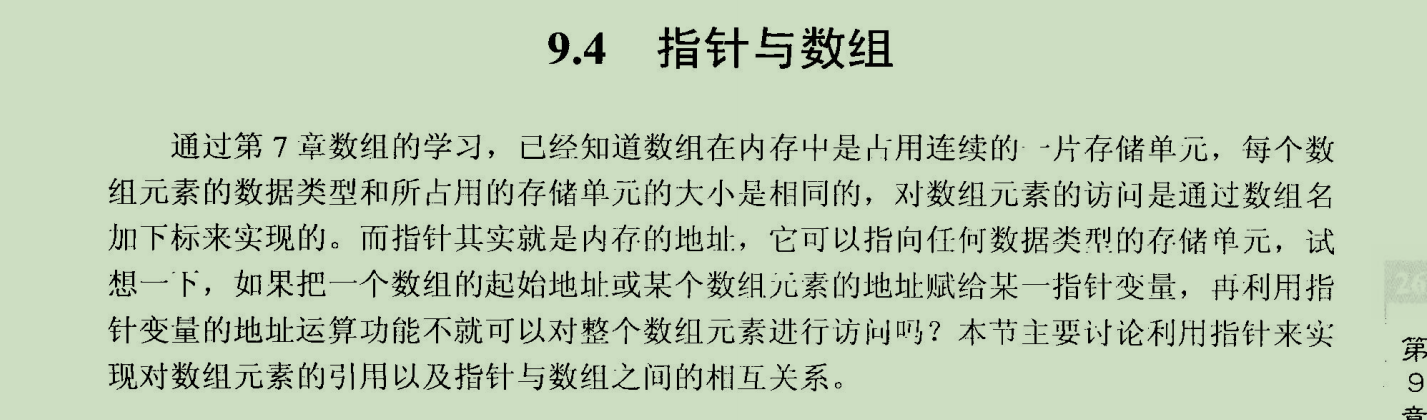 9.4 指针与数组
通过第 7 章数组的学习，已经知道数组在内存中是占用连续的一片存储单元，每个数
组元素的数据类型和所占用的存储单元的大小是相同的，对数组元素的访问是通过数组名
加下标来实现的。而指针其实就是内存的地址，它可以指向任何数据类型的存储单元，试
想一下，如果把一个数组的起始地址或某个数组元素的地址赋给某一指针变量，再利用指
针变量的地址运算功能不就可以对整个数组元素进行访问吗？本节主要讨论利用指针来实
现对数组元素的引用以及指针与数组之间的相互关系。
第
9
章